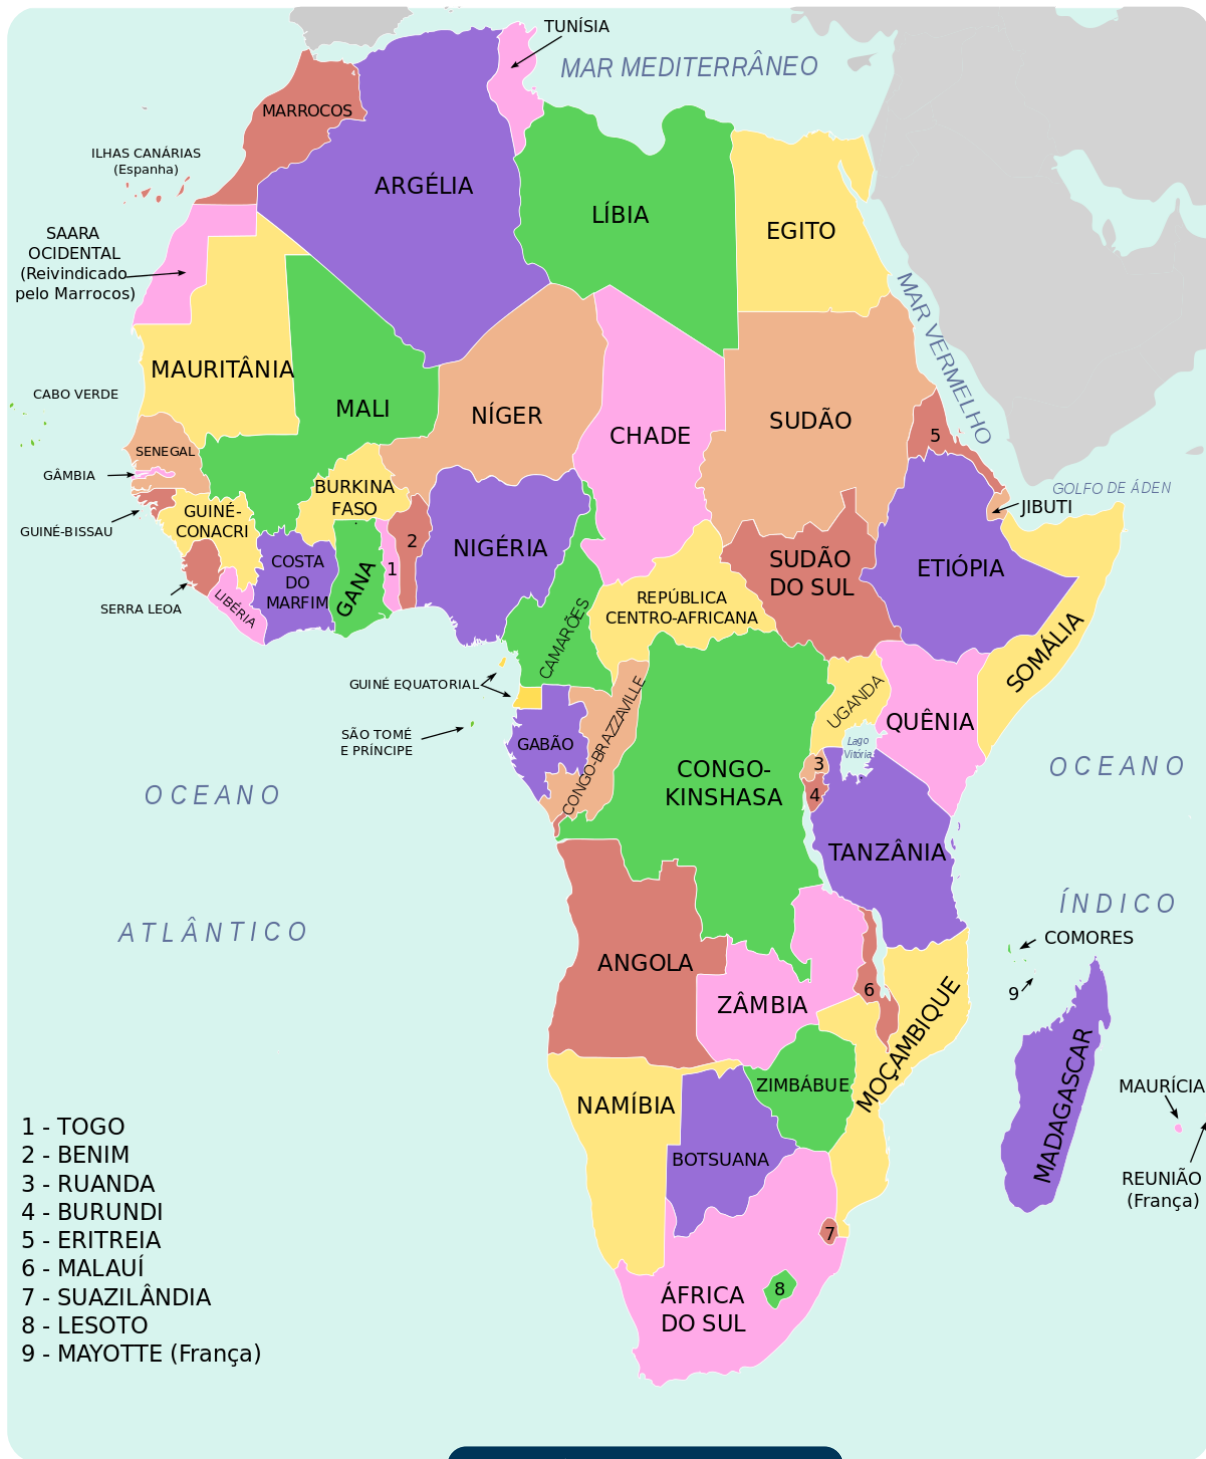 TUNÍSIA
MAR MEDITERRÂNEO
MARROCOS
ILHAS CANÁRIAS
(Espanha)
ARGÉLIA
LÍBIA
EGITO
SAARA
OCIDENTAL
(Reivindicado
pelo Marrocos)
MAR VERMELHO
MAURITÂNIA
CABO VERDE
MALI
NÍGER
CHADE
SUDÃO
5
SENEGAL
GÂMBIA
GOLFO DE ÁDEN
JIBUTI
BURKINA
FASO
GUINÉ-
CONACRI
GUINÉ-BISSAU
2
NIGÉRIA
COSTA
DO
MARFIM
GANA
1
SUDÃO
DO SUL
ETIÓPIA
SERRA LEOA
LIBÉRIA
REPÚBLICA
CENTRO-AFRICANA
CAMARÕES
SOMÁLIA
GUINÉ EQUATORIAL
UGANDA
QUÊNIA
SÃO TOMÉ
E PRÍNCIPE
GABÃO
CONGO-BRAZZAVILLE
Lago
Vitória
3
CONGO-
KINSHASA
4
OCEANO
OCEANO
TANZÂNIA
ATLÂNTICO
ÍNDICO
COMORES
ANGOLA
6
9
ZÂMBIA
MOÇAMBIQUE
MADAGASCAR
ZIMBÁBUE
MAURÍCIA
NAMÍBIA
BOTSUANA
REUNIÃO
(França)
7
8
ÁFRICA
DO SUL
1 - TOGO
2 - BENIM
3 - RUANDA
4 - BURUNDI
5 - ERITREIA
6 - MALAUÍ
7 - SUAZILÂNDIA
8 - LESOTO
9 - MAYOTTE (França)